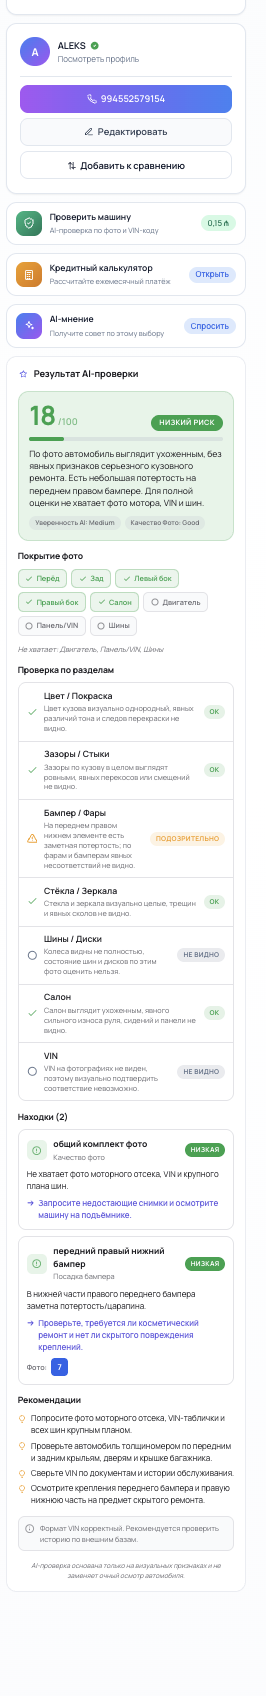 A
ALEKS
Посмотреть профиль
994552579154
Редактировать
Добавить к сравнению
Проверить машину
AI-проверка по фото и VIN-коду
0,15 ₼
Кредитный калькулятор
Рассчитайте ежемесячный платёж
Открыть
AI-мнение
Получите совет по этому выбору
Спросить
Результат AI-проверки
18 /100
НИЗКИЙ РИСК
По фото автомобиль выглядит ухоженным, без
явных признаков серьезного кузовного
ремонта. Есть небольшая потертость на
переднем правом бампере. Для полной
оценки не хватает фото мотора, VIN и шин.
Уверенность AI: Medium
Качество Фото: Good
Покрытие фото
Перёд
Зад
Левый бок
Правый бок
Салон
Двигатель
Панель/VIN
Шины
Не хватает: Двигатель, Панель/VIN, Шины
Проверка по разделам
Цвет / Покраска
Цвет кузова визуально однородный, явных
различий тона и следов перекраски не
видно.
OK
Зазоры / Стыки
Зазоры по кузову в целом выглядят
ровными, явных перекосов или смещений
не видно.
OK
Бампер / Фары
На переднем правом
нижнем элементе есть
заметная потертость; по
фарам и бамперам явных
несоответствий не видно.
ПОДОЗРИТЕЛЬНО
Стёкла / Зеркала
Стекла и зеркала визуально целые, трещин
и явных сколов не видно.
OK
Шины / Диски
Колеса видны не полностью,
состояние шин и дисков по этим
фото оценить нельзя.
НЕ ВИДНО
Салон
Салон выглядит ухоженным, явного
сильного износа руля, сидений и панели не
видно.
OK
VIN
VIN на фотографиях не виден,
поэтому визуально подтвердить
соответствие невозможно.
НЕ ВИДНО
Находки (2)
общий комплект фото
Качество фото
НИЗКАЯ
Не хватает фото моторного отсека, VIN и крупного
плана шин.
→ Запросите недостающие снимки и осмотрите
машину на подъёмнике.
передний правый нижний
бампер
Посадка бампера
НИЗКАЯ
В нижней части правого переднего бампера
заметна потертость/царапина.
→ Проверьте, требуется ли косметический
ремонт и нет ли скрытого повреждения
креплений.
Фото: 7
Рекомендации
Попросите фото моторного отсека, VIN-таблички и
всех шин крупным планом.
Проверьте автомобиль толщиномером по передним
и задним крыльям, дверям и крышке багажника.
Сверьте VIN по документам и истории обслуживания.
Осмотрите крепления переднего бампера и правую
нижнюю часть на предмет скрытого ремонта.
Формат VIN корректный. Рекомендуется проверить
историю по внешним базам.
AI-проверка основана только на визуальных признаках и не
заменяет очный осмотр автомобиля.